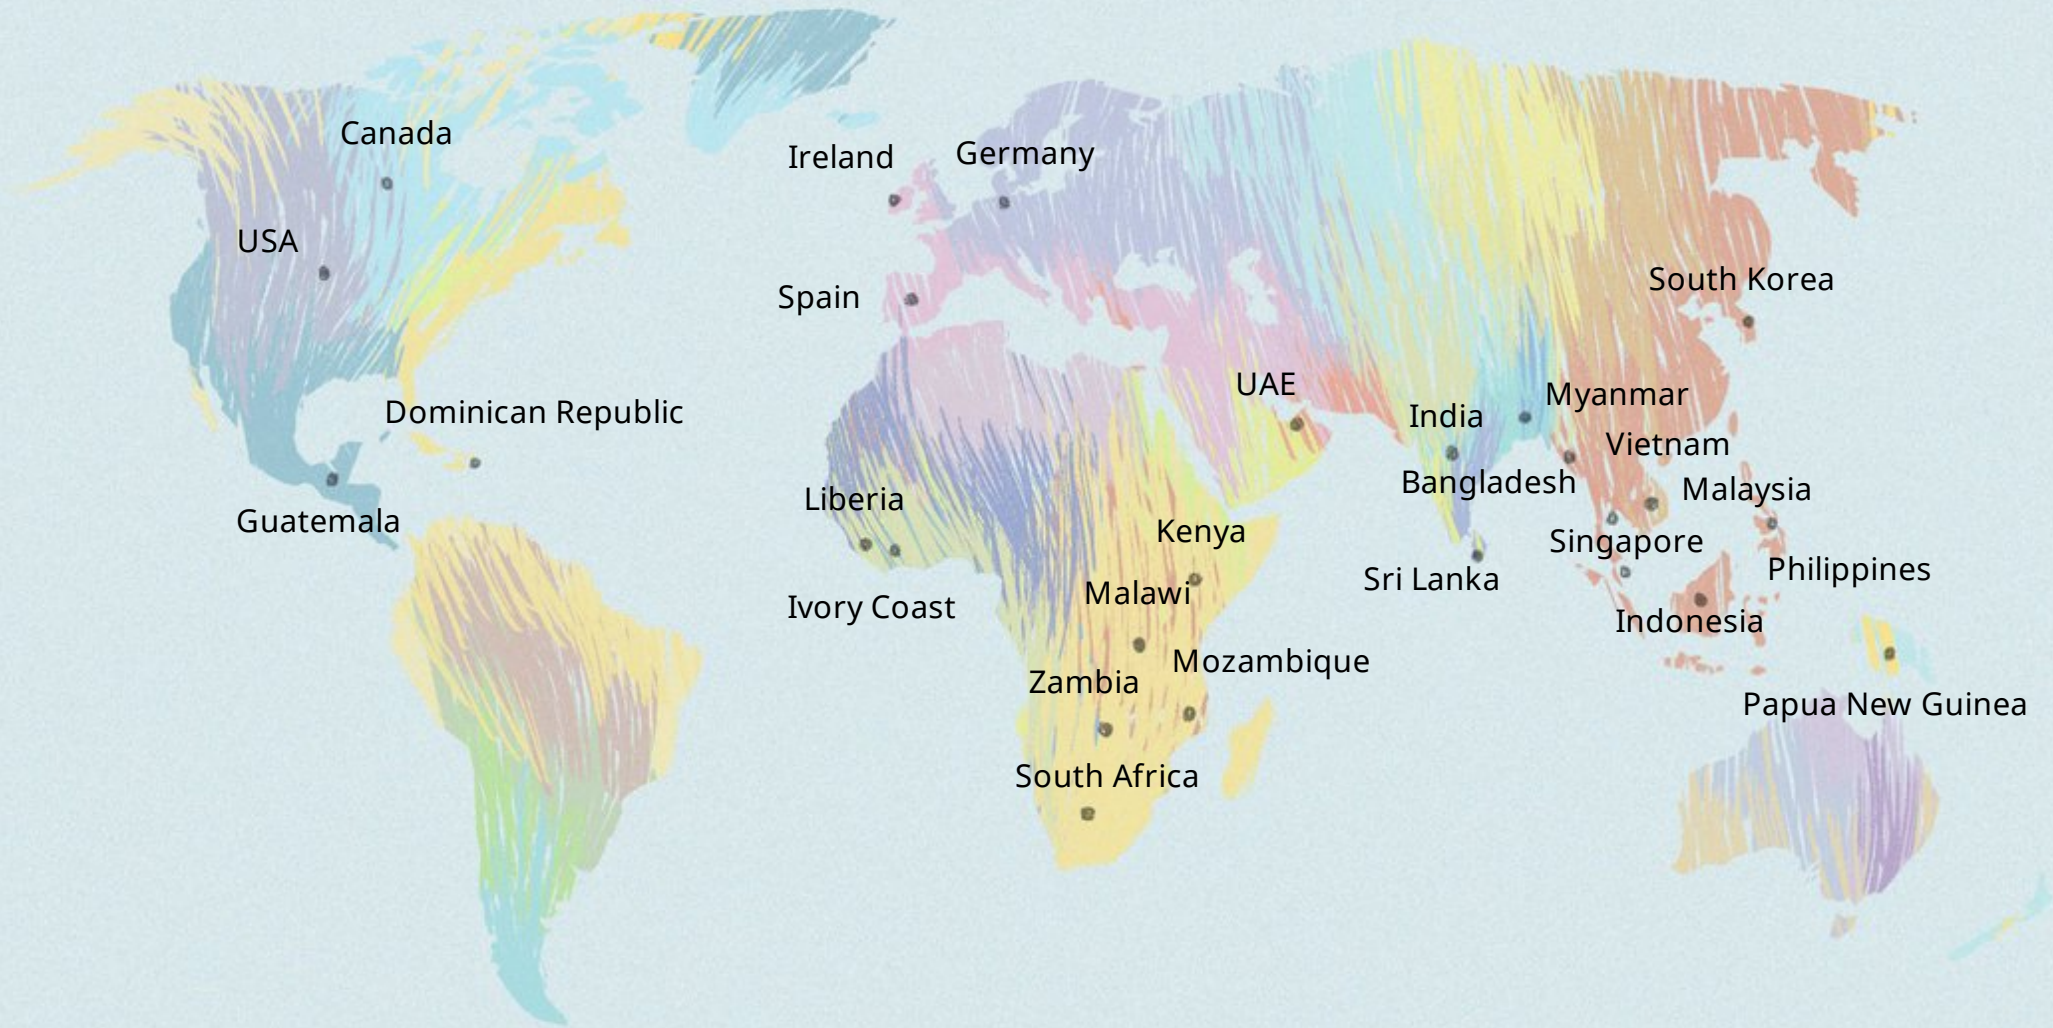 Canada
Ireland
Germany
USA
South Korea
Spain
UAE
Myanmar
Dominican Republic
India
Vietnam
Bangladesh
Malaysia
Liberia
Guatemala
Kenya
Singapore
Philippines
Sri Lanka
Malawi
Ivory Coast
Indonesia
Mozambique
Zambia
Papua New Guinea
South Africa